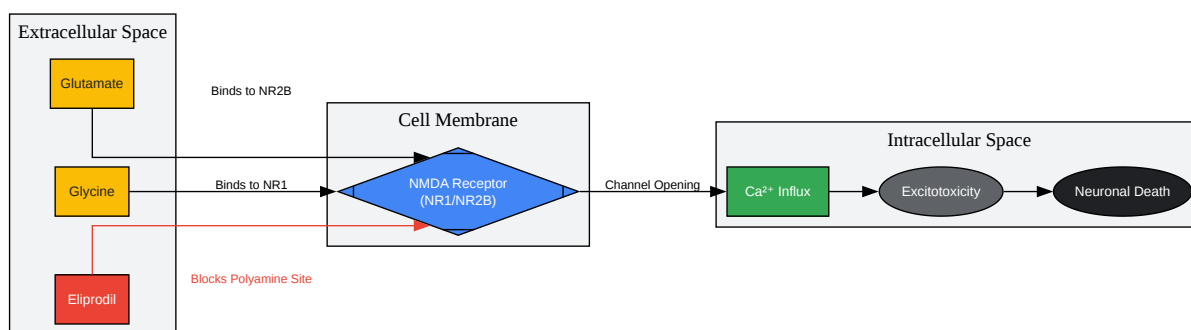 Extracellular Space
Glutamate
Binds to NR2B
Glycine
Binds to NR1
Eliprodil
Blocks Polyamine Site
Cell Membrane
NMDA Receptor
(NR1/NR2B)
Channel Opening
Intracellular Space
Ca²⁺ Influx
Excitotoxicity
Neuronal Death